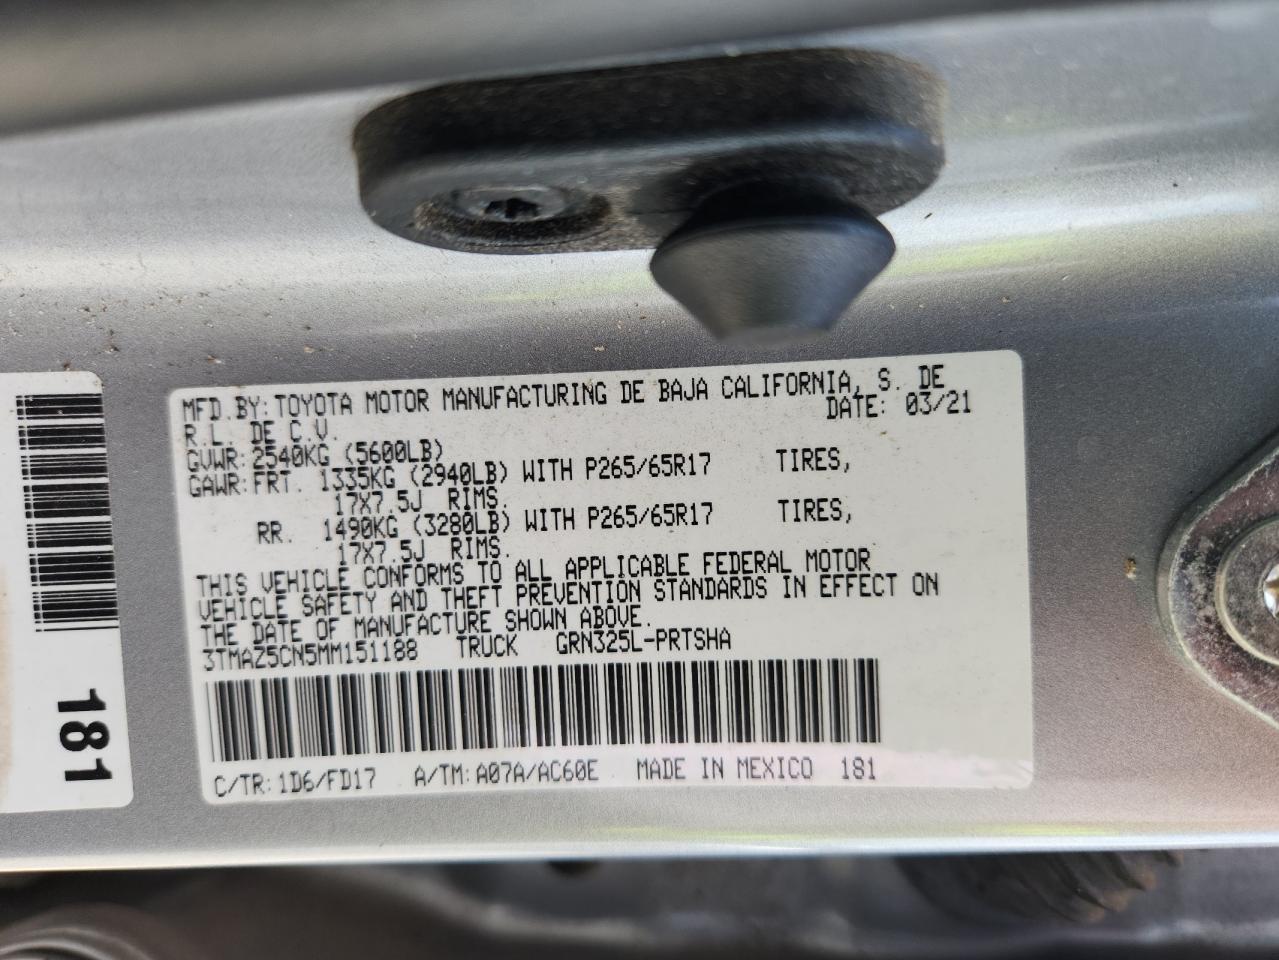 MFD.BY:TOYOTA MOTOR MANUFACTURING DE BAJA CALIFORNIA, S. DE
R.L. DE C.V. DATE: 03/21
GVWR:2540KG (5600LB)
GAWR:FRT. 1335KG (2940LB) WITH P265/65R17 TIRES,
17X7.5J RIMS.
RR. 1490KG (3280LB) WITH P265/65R17 TIRES,
17X7.5J RIMS.
THIS VEHICLE CONFORMS TO ALL APPLICABLE FEDERAL MOTOR
VEHICLE SAFETY AND THEFT PREVENTION STANDARDS IN EFFECT ON
THE DATE OF MANUFACTURE SHOWN ABOVE.
3TMAZ5CN5MM151188 TRUCK GRN325L-PRTSHA
C/TR:1D6/FD17 A/TM:A07A/AC60E MADE IN MEXICO 181
181